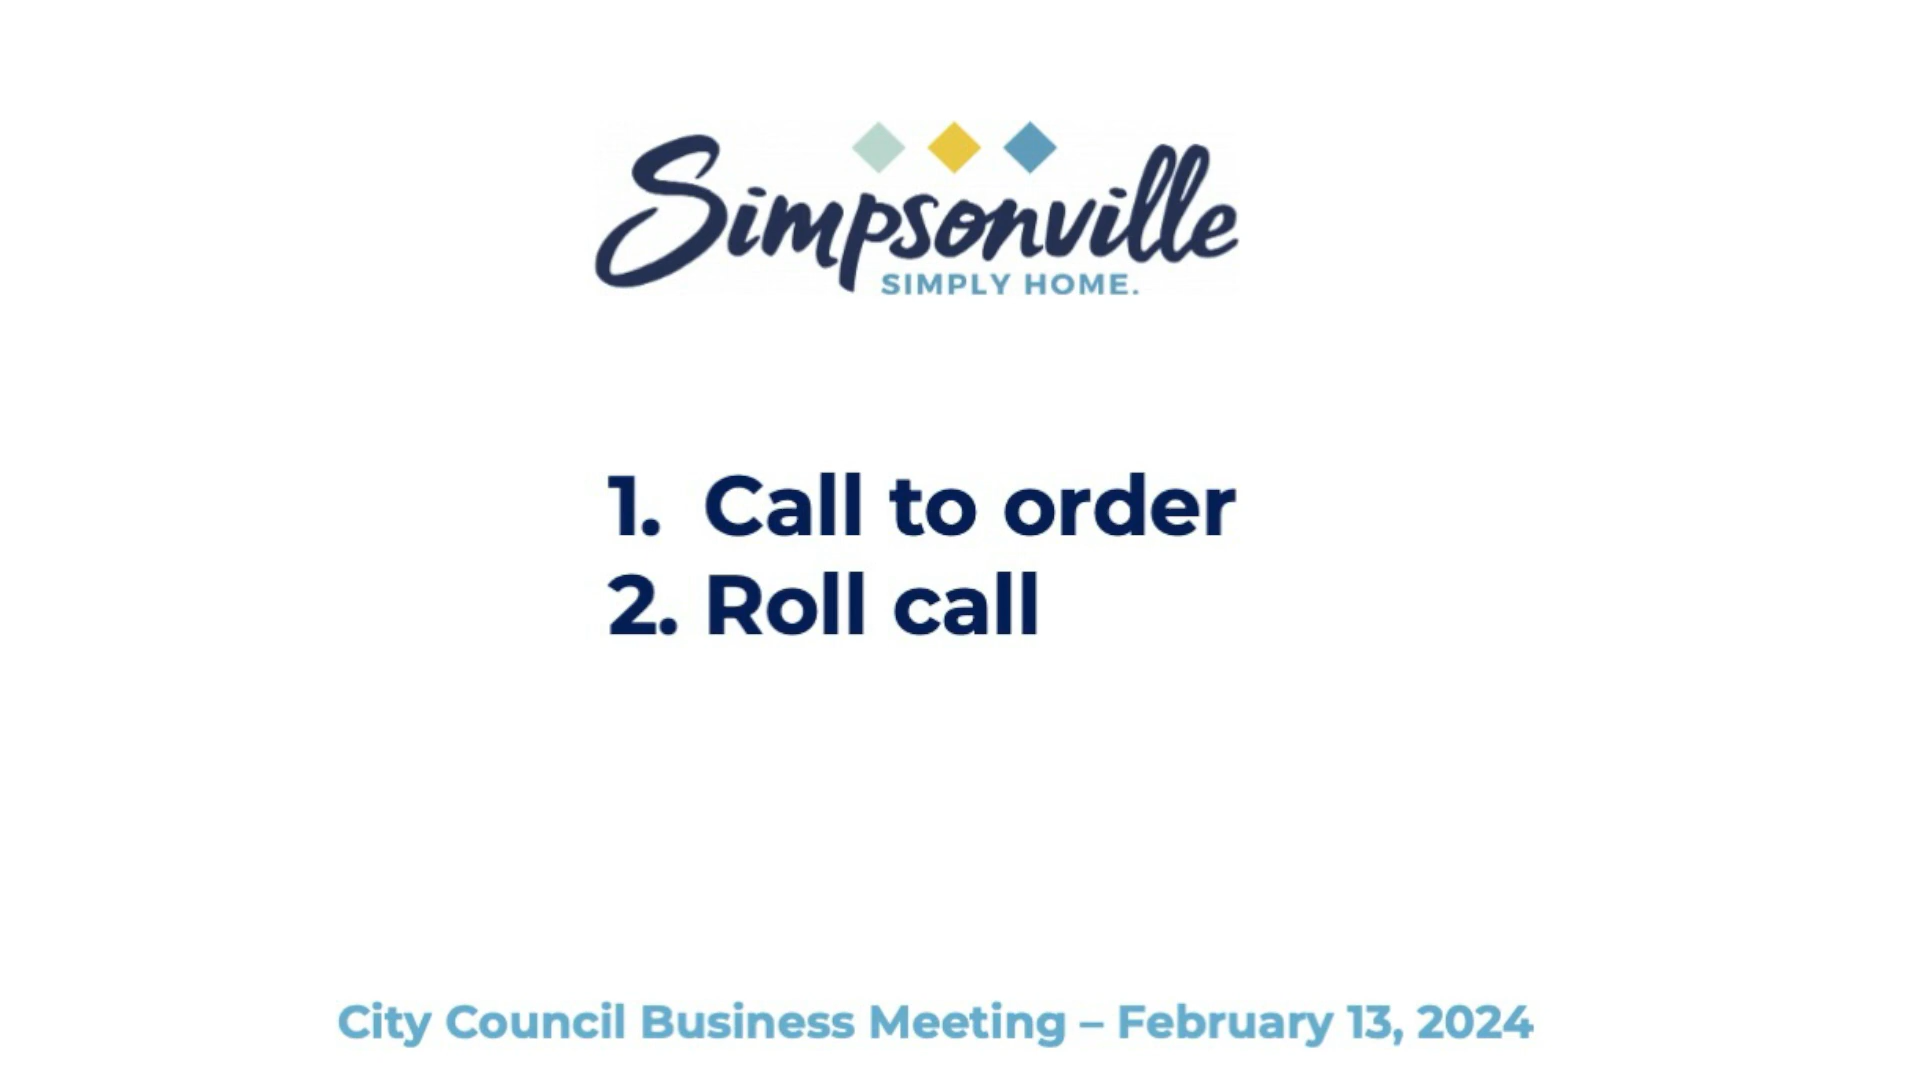 Simpsonville
SIMPLY HOME.
1. Call to order
2. Roll call
City Council Business Meeting – February 13, 2024